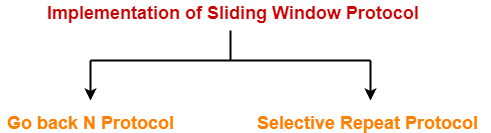 Implementation of Sliding Window Protocol
Go back N Protocol
Selective Repeat Protocol